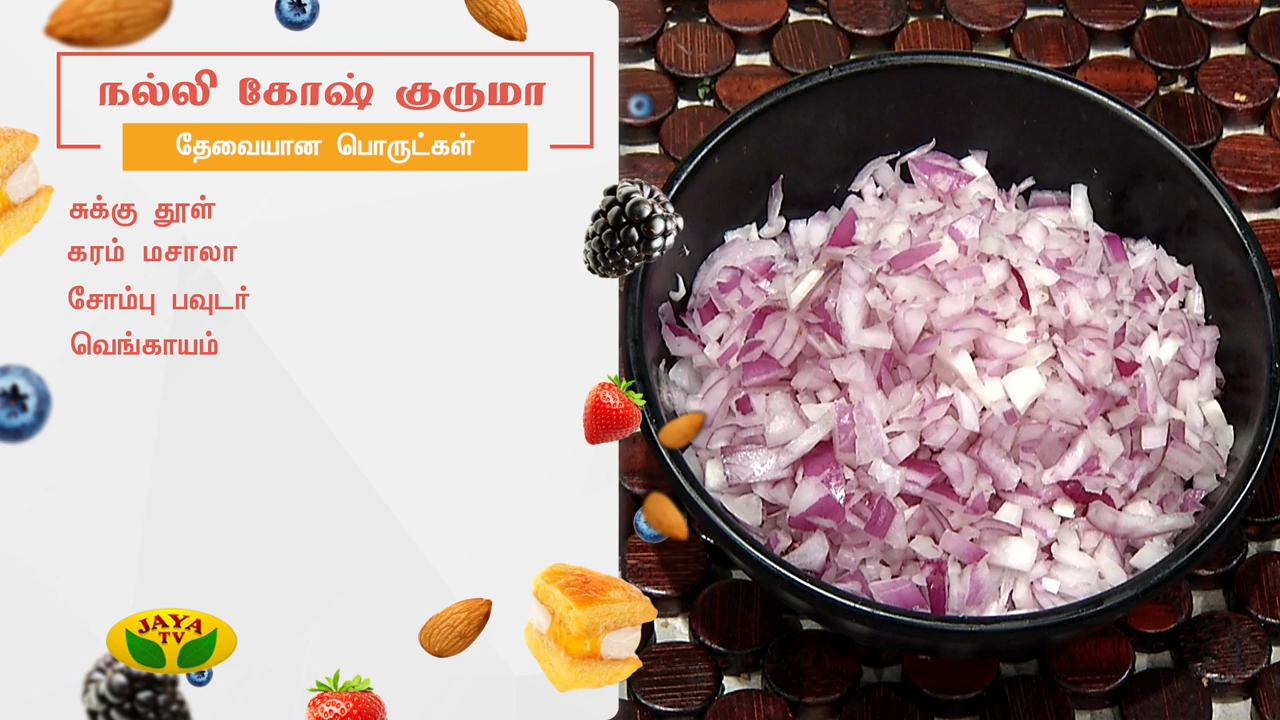 நல்லி கோஷ் குருமா
தேவையான பொருட்கள்
சுக்கு தூள்
கரம் மசாலா
சோம்பு பவுடர்
வெங்காயம்
JAYA
TV